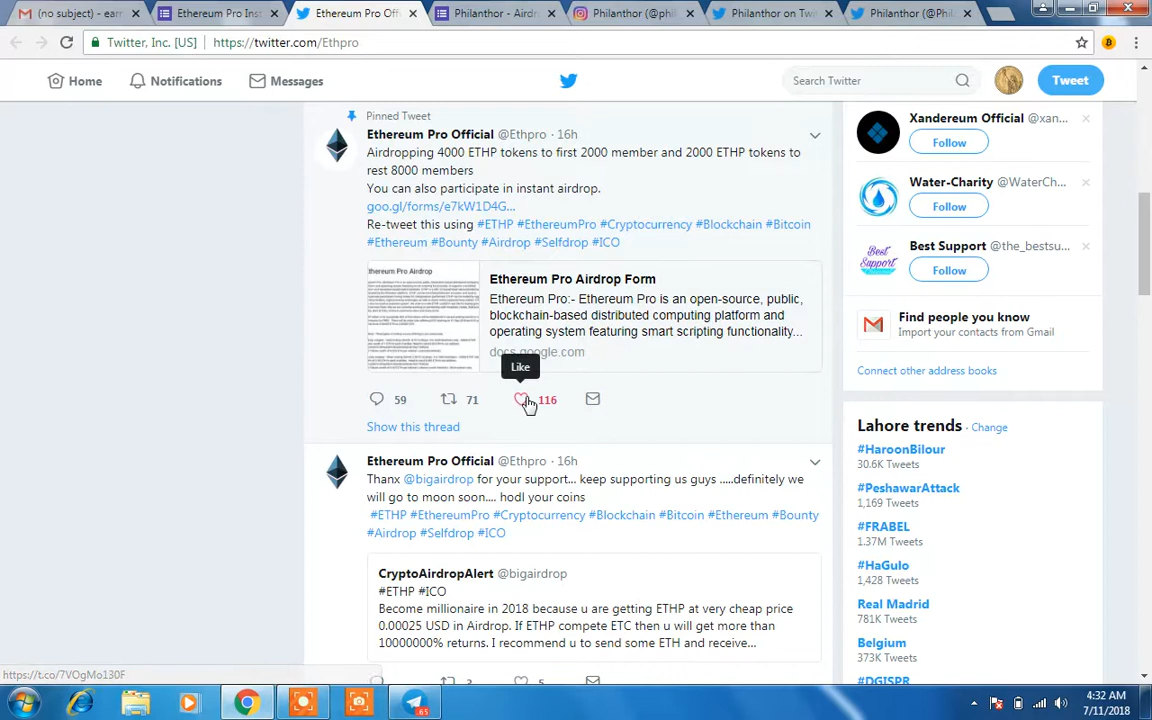 (no subject) - earn
Ethereum Pro Inst
Ethereum Pro Offi
Philanthor - Airdr
Philanthor (@phil
Philanthor on Twit
Philanthor (@Phil
Twitter, Inc. [US]
https://twitter.com/Ethpro
Home
Notifications
Messages
Search Twitter
Tweet
Pinned Tweet
Ethereum Pro Official @Ethpro · 16h
Airdropping 4000 ETHP tokens to first 2000 member and 2000 ETHP tokens to
rest 8000 members
You can also participate in instant airdrop.
goo.gl/forms/e7kW1D4G...
Re-tweet this using #ETHP #EthereumPro #Cryptocurrency #Blockchain #Bitcoin
#Ethereum #Bounty #Airdrop #Selfdrop #ICO
Ethereum Pro Airdrop
Ethereum Pro Airdrop Form
Ethereum Pro:- Ethereum Pro is an open-source, public,
blockchain-based distributed computing platform and
operating system featuring smart scripting functionality...
docs.google.com
Like
59
71
116
Show this thread
Ethereum Pro Official @Ethpro · 16h
Thanx @bigairdrop for your support... keep supporting us guys .....definitely we
will go to moon soon.... hodl your coins
#ETHP #EthereumPro #Cryptocurrency #Blockchain #Bitcoin #Ethereum #Bounty
#Airdrop #Selfdrop #ICO
CryptoAirdropAlert @bigairdrop
#ETHP #ICO
Become millionaire in 2018 because u are getting ETHP at very cheap price
0.00025 USD in Airdrop. If ETHP compete ETC then u will get more than
10000000% returns. I recommend u to send some ETH and receive...
Xandereum Official @xan...
Follow
Water-Charity @WaterCh...
Follow
Best Support @the_bestsu...
Follow
Find people you know
Import your contacts from Gmail
Connect other address books
Lahore trends · Change
#HaroonBilour
30.6K Tweets
#PeshawarAttack
1,169 Tweets
#FRABEL
1.37M Tweets
#HaGulo
1,428 Tweets
Real Madrid
781K Tweets
Belgium
373K Tweets
#DGISPR
https://t.co/7VOgMo130F
65
4:32 AM
7/11/2018